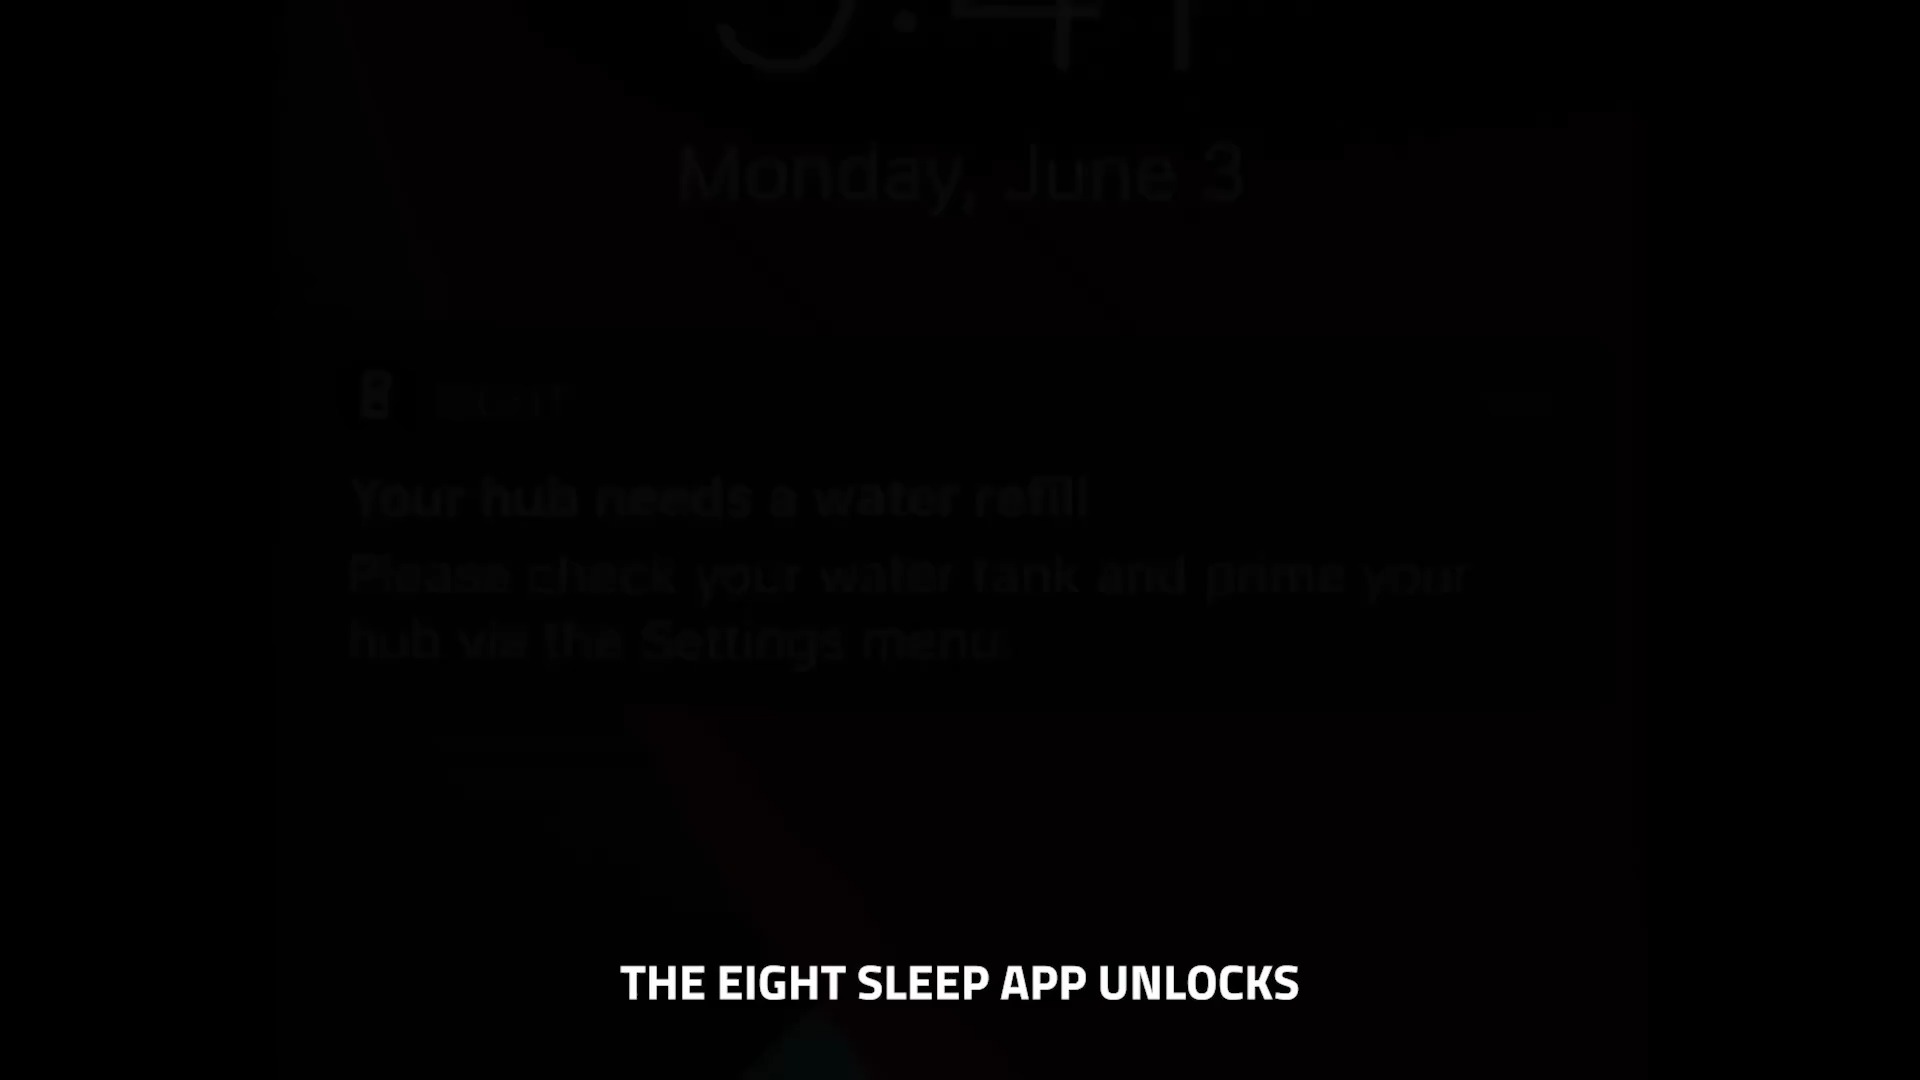 Monday, June 3
Your hub needs a water refill
Please check your water tank and prime your
hub via the Settings menu.
THE EIGHT SLEEP APP UNLOCKS